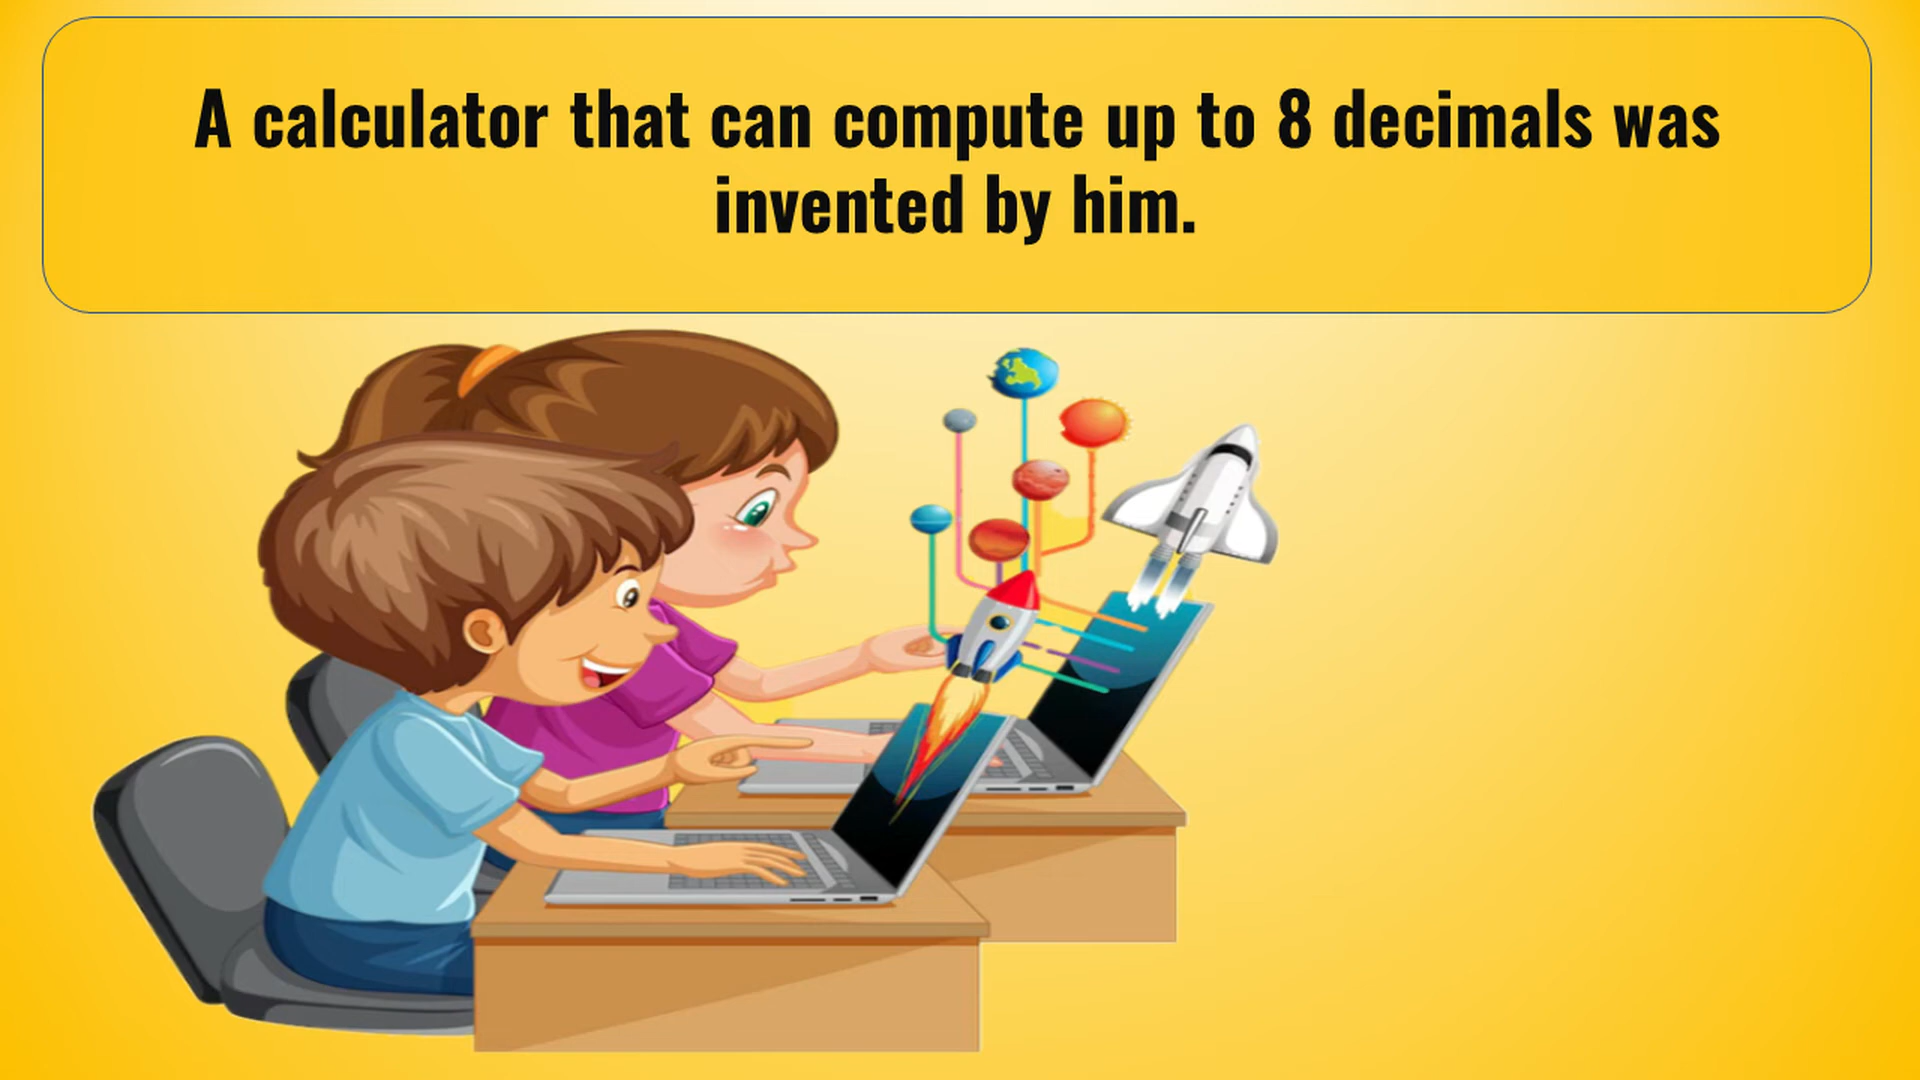 A calculator that can compute up to 8 decimals was
invented by him.